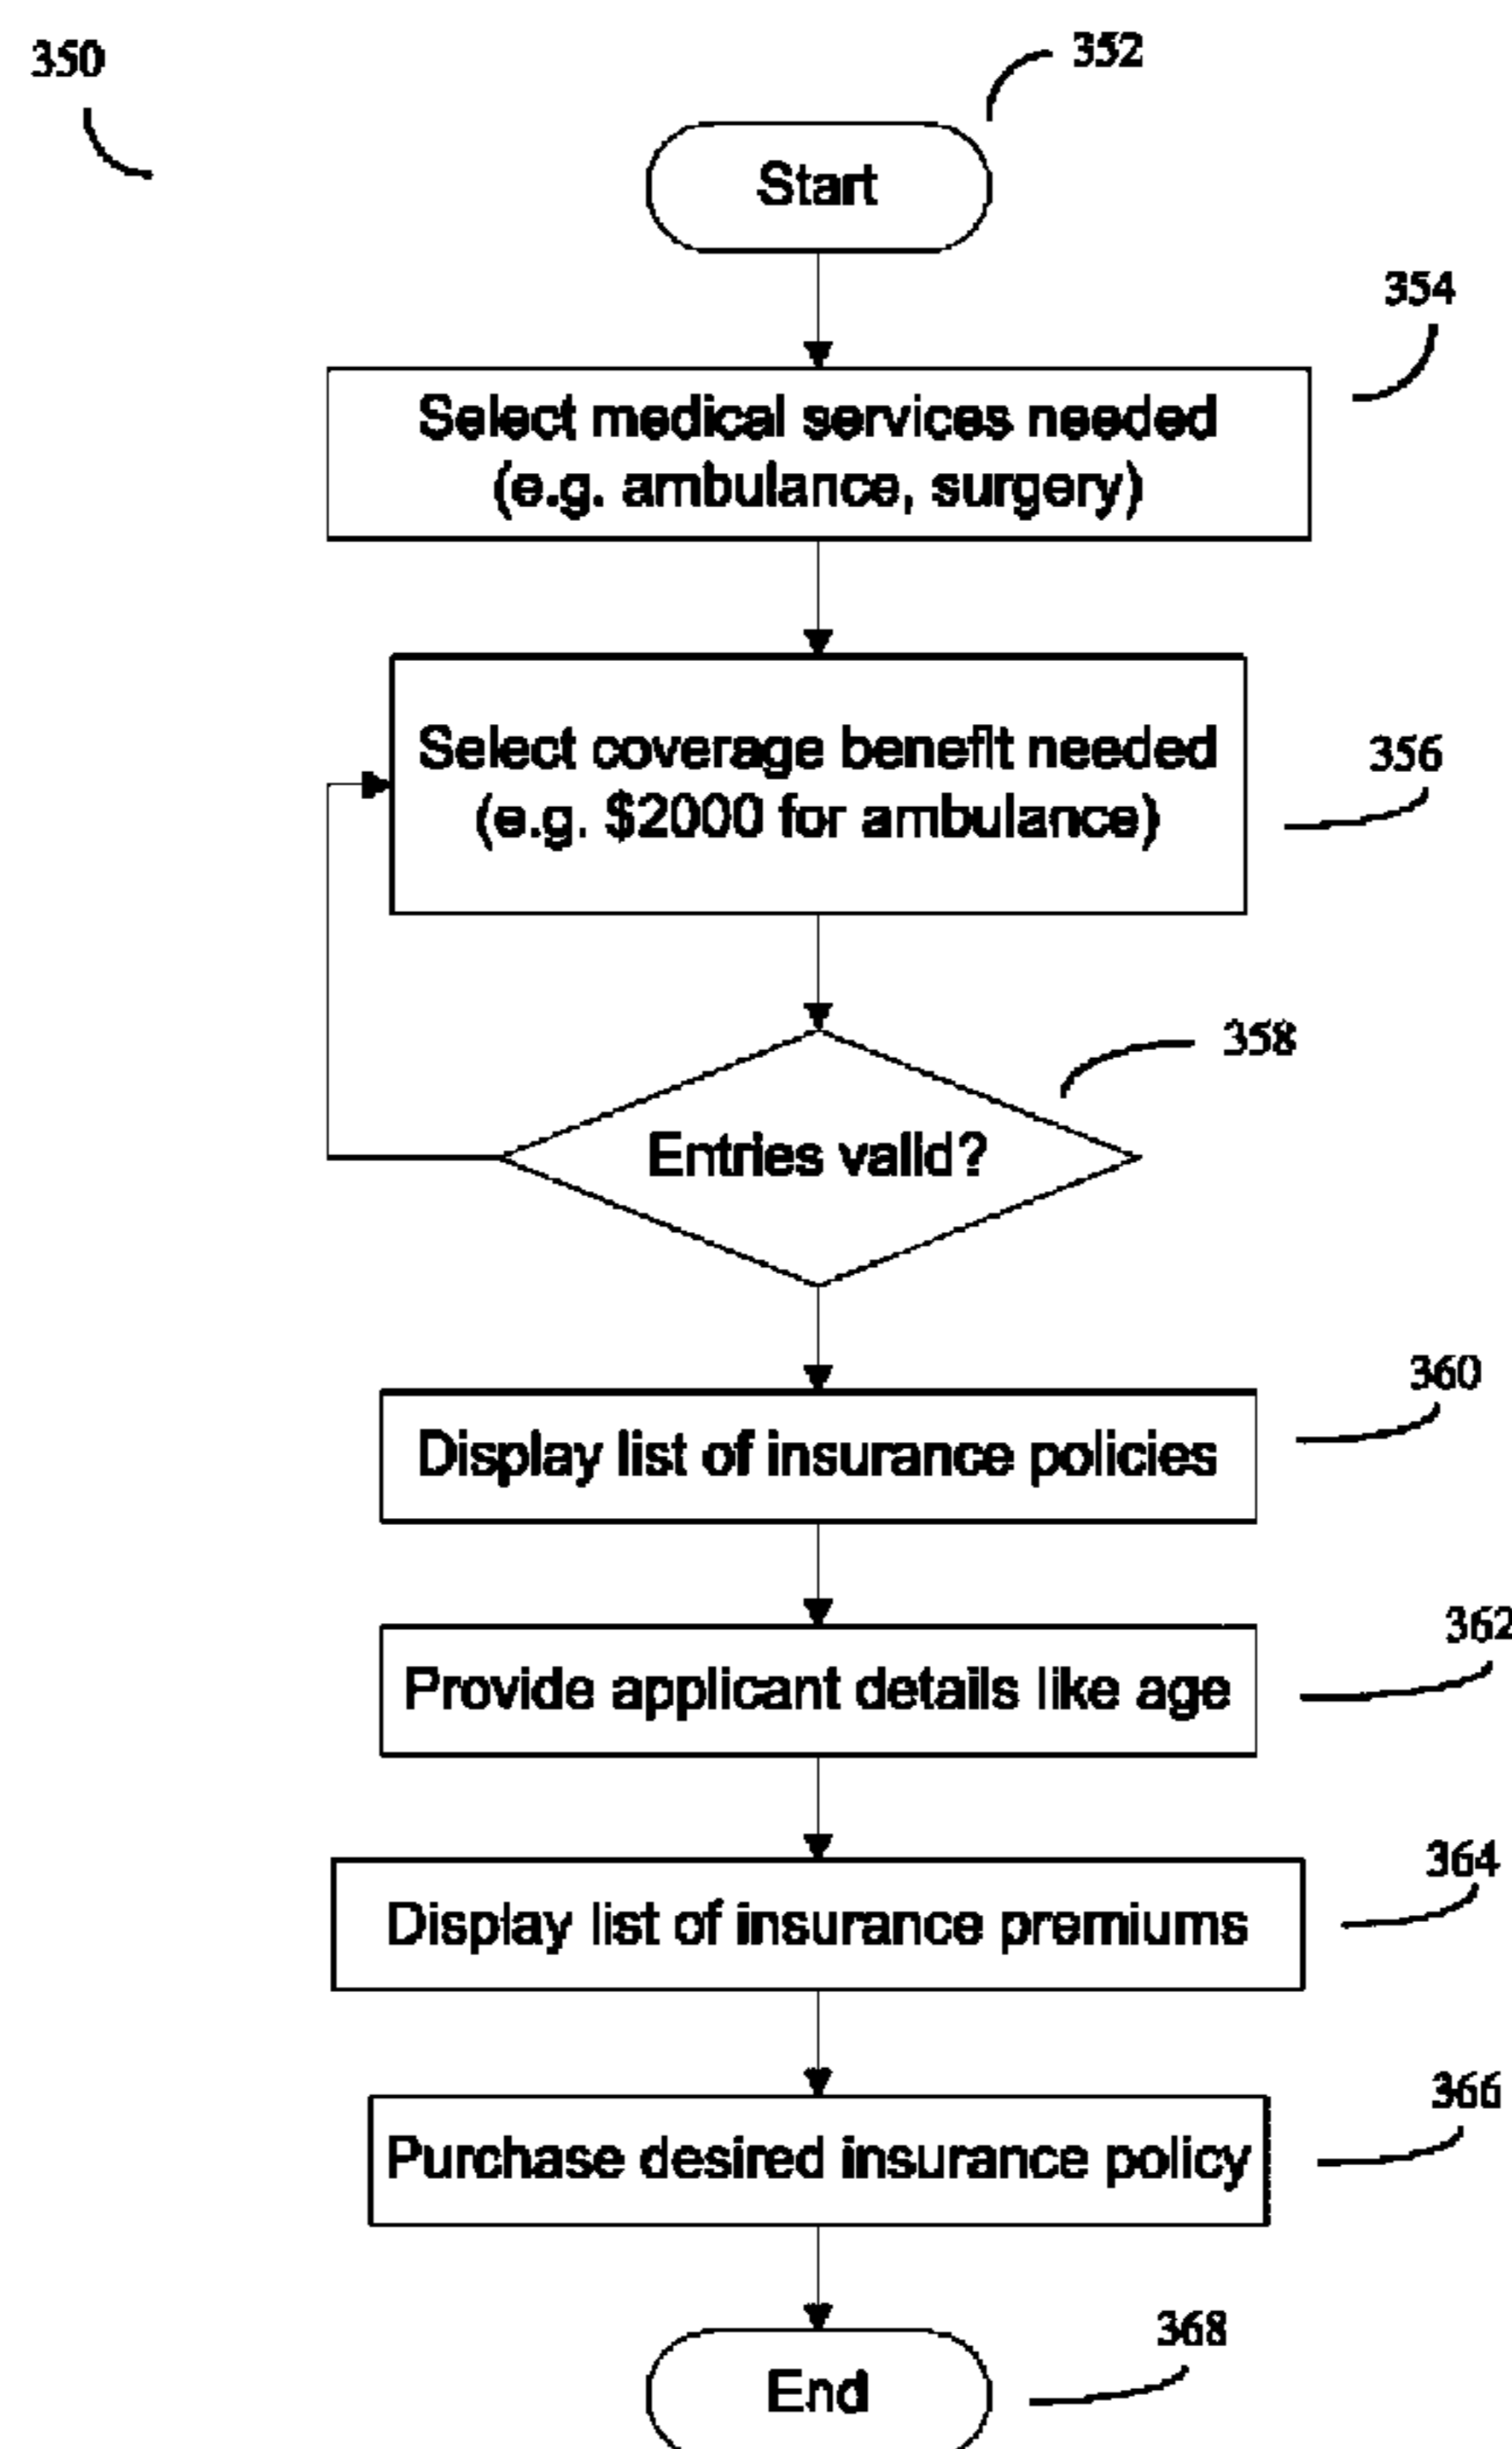 350
352
Start
354
Select medical services needed
(e.g. ambulance, surgery)
Select coverage benefit needed
(e.g. $2000 for ambulance)
356
358
Entries valid?
360
Display list of insurance policies
362
Provide applicant details like age
364
Display list of insurance premiums
366
Purchase desired insurance policy
368
End